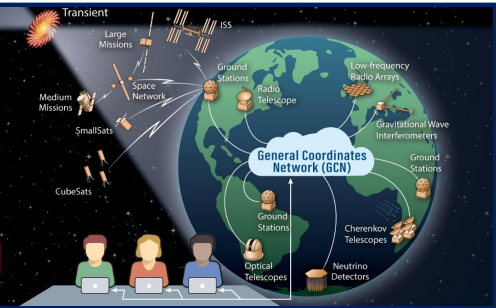 Transient
Large
Missions
ISS
Ground
Stations
Space
Network
Medium
Missions
SmallSats
CubeSats
Radio
Telescope
Low-frequency
Radio Arrays
Gravitational Wave
Interferometers
General Coordinates
Network (GCN)
Ground
Stations
Ground
Stations
Cherenkov
Telescopes
Optical
Telescopes
Neutrino
Detectors